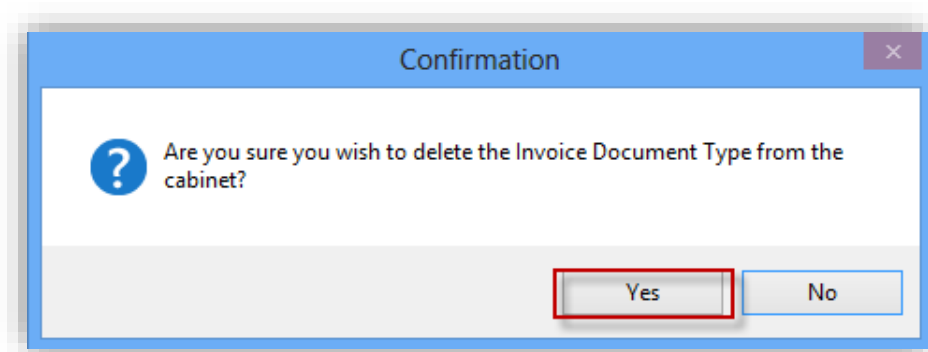 Confirmation
Are you sure you wish to delete the Invoice Document Type from the
cabinet?
Yes No